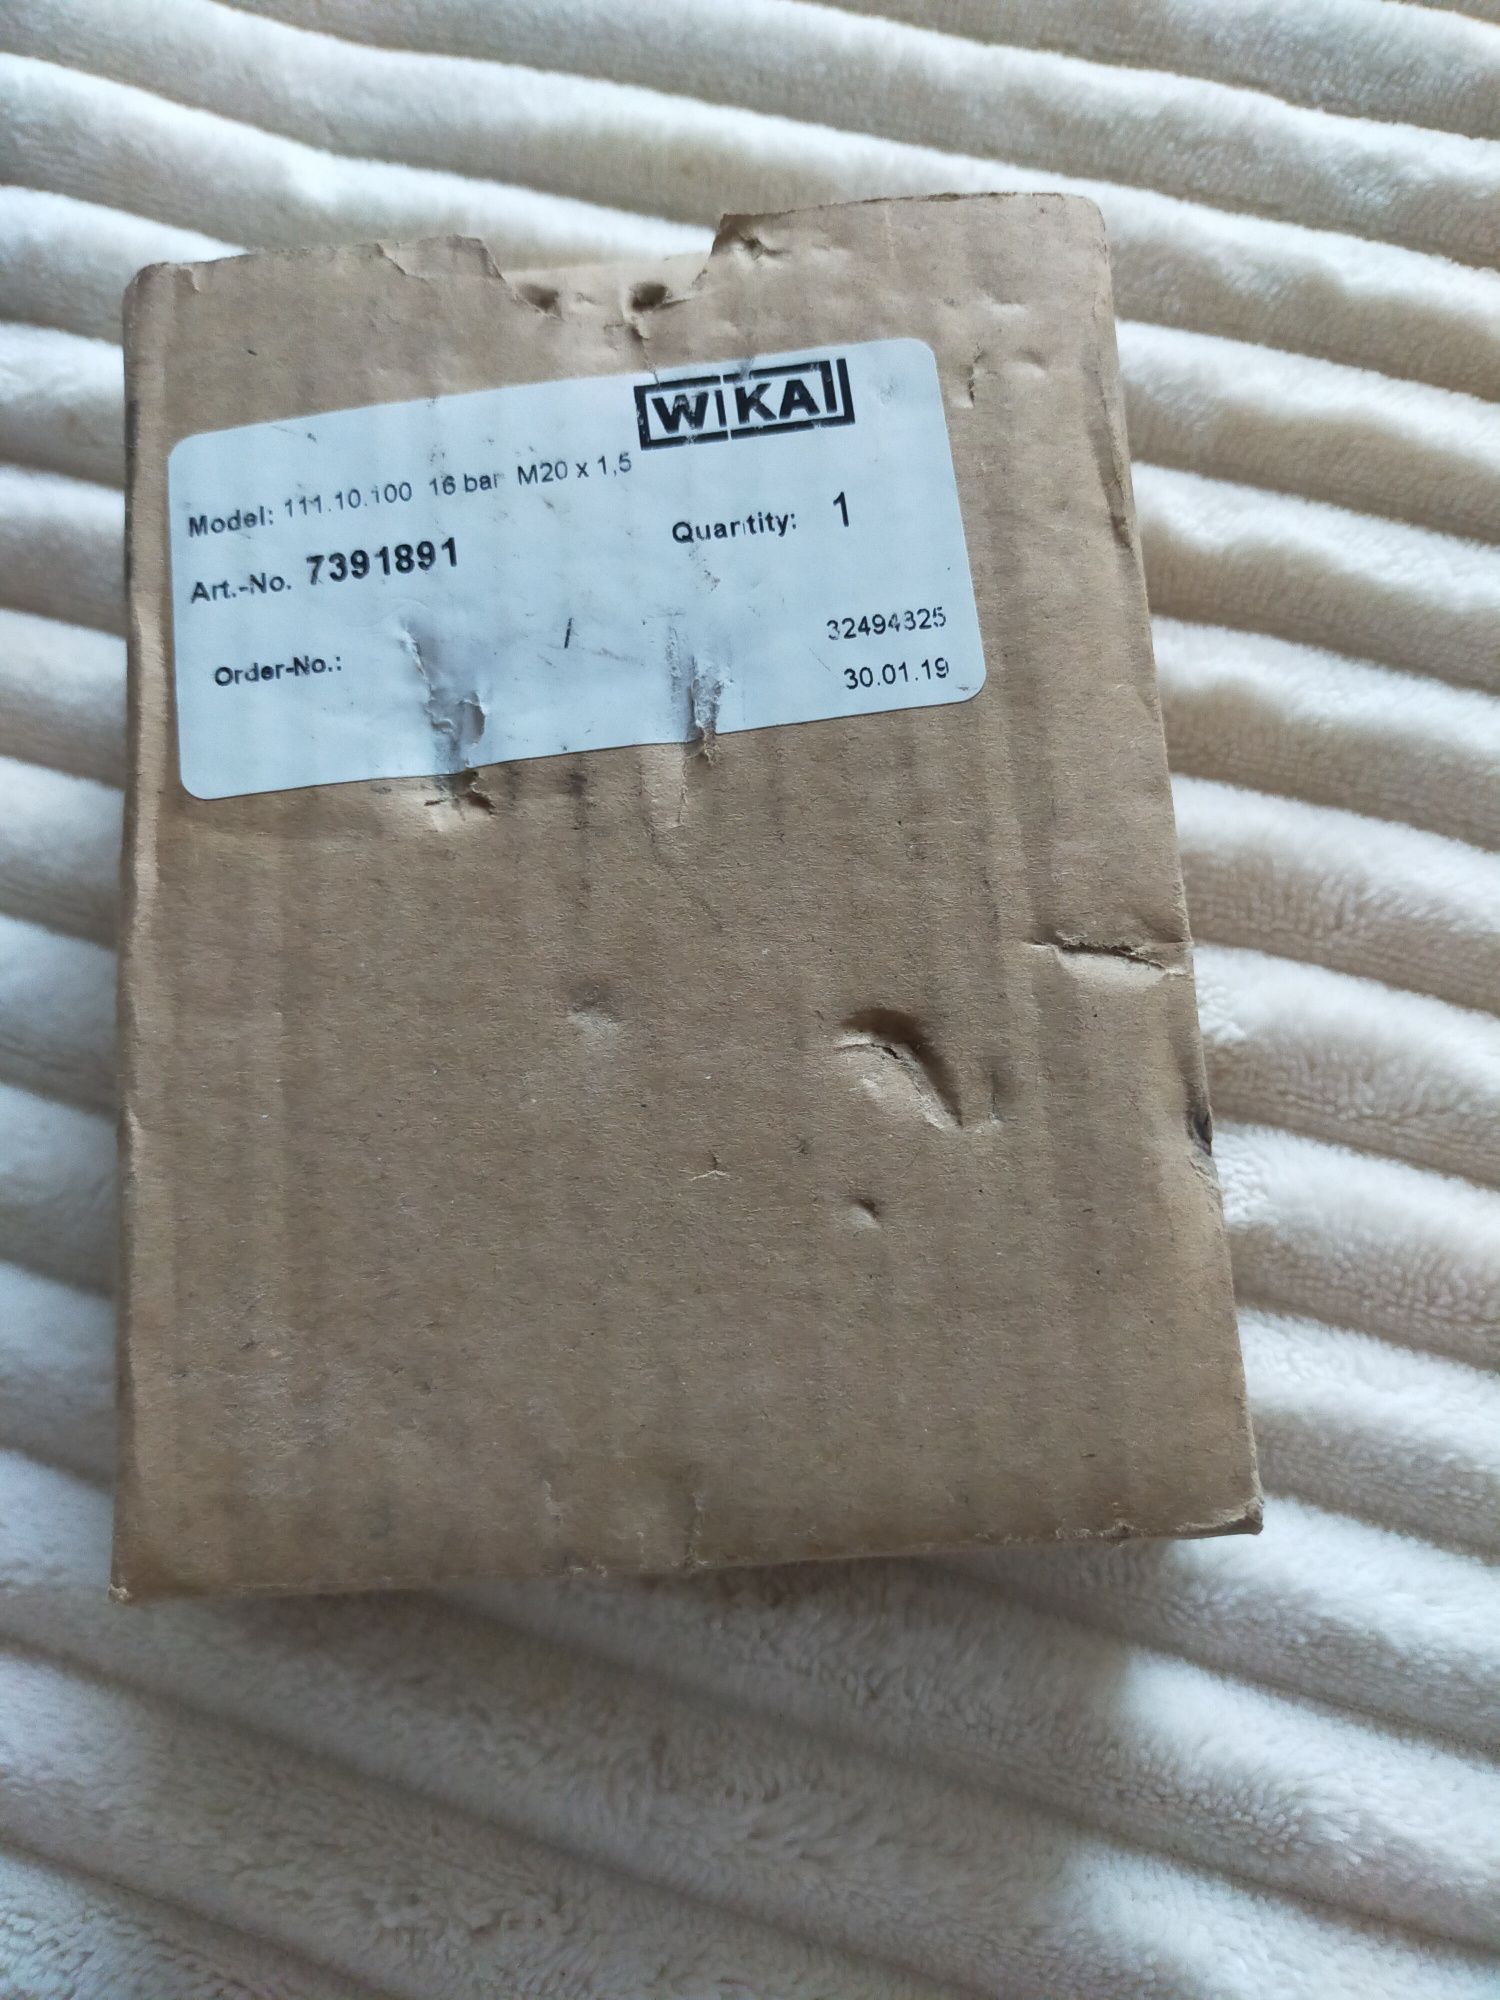 WIKA
Model: 111.10.100 16 bar M20 x 1,5
Art.-No. 7391891 Quantity: 1
Order-No.: / 32494325
30.01.19